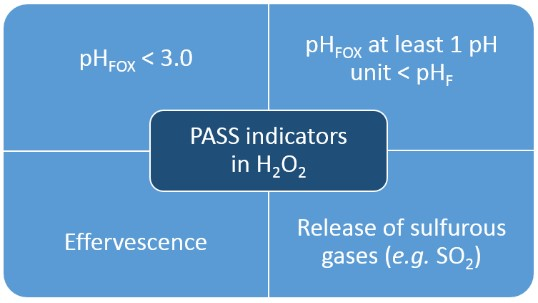 pHFOX < 3.0
pHFOX at least 1 pH
unit < pHF
PASS indicators
in H2O2
Effervescence
Release of sulfurous
gases (e.g. SO2)